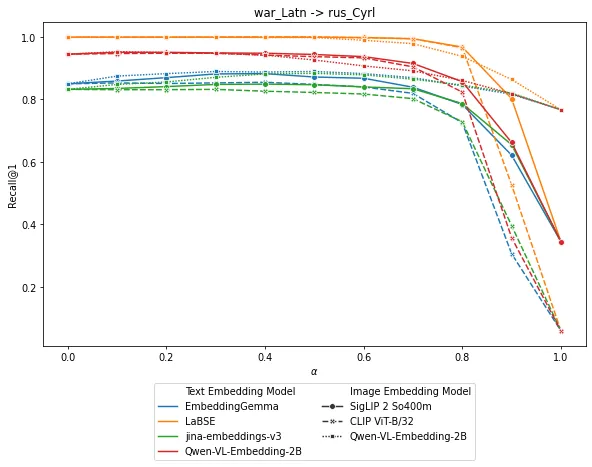 war_Latn -> rus_Cyrl
1.0
0.8
0.6
0.4
0.2
Recall@1
0.0 0.2 0.4 0.6 0.8 1.0
α
Text Embedding Model
EmbeddingGemma
LaBSE
jina-embeddings-v3
Qwen-VL-Embedding-2B
Image Embedding Model
SigLIP 2 So400m
CLIP ViT-B/32
Qwen-VL-Embedding-2B